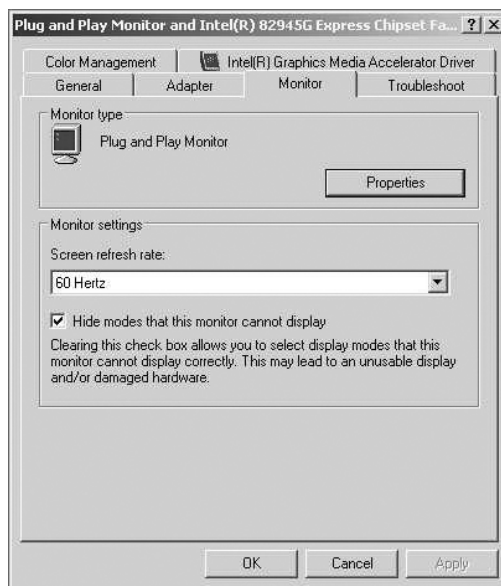 Plug and Play Monitor and Intel(R) 82945G Express Chipset Fa... ? ×
Color Management Intel(R) Graphics Media Accelerator Driver
General Adapter Monitor Troubleshoot
Monitor type
Plug and Play Monitor
Properties
Monitor settings
Screen refresh rate:
60 Hertz
Hide modes that this monitor cannot display
Clearing this check box allows you to select display modes that this
monitor cannot display correctly. This may lead to an unusable display
and/or damaged hardware.
OK Cancel Apply